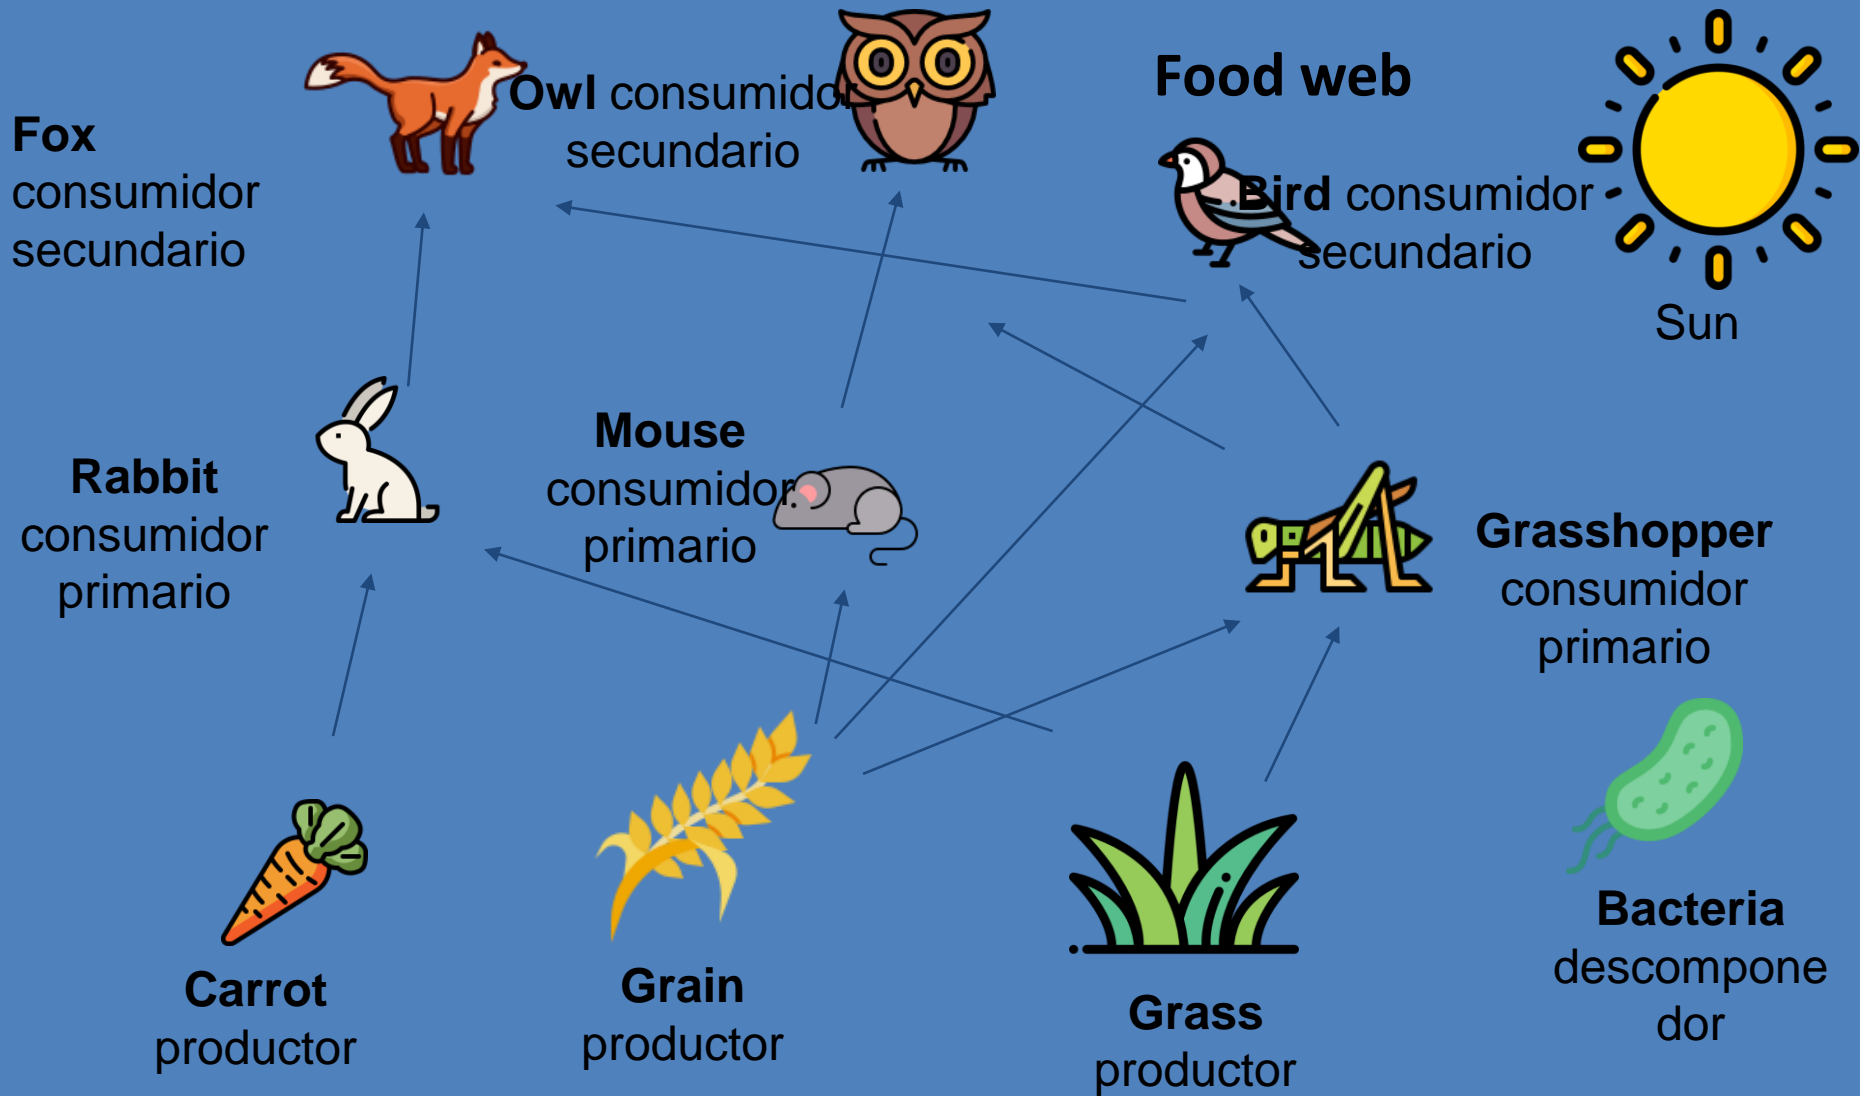 Food web
Fox
consumidor
secundario
Owl consumidor
secundario
Bird consumidor
secundario
Sun
Rabbit
consumidor
primario
Mouse
consumidor
primario
Grasshopper
consumidor
primario
Carrot
productor
Grain
productor
Grass
productor
Bacteria
descompone
dor